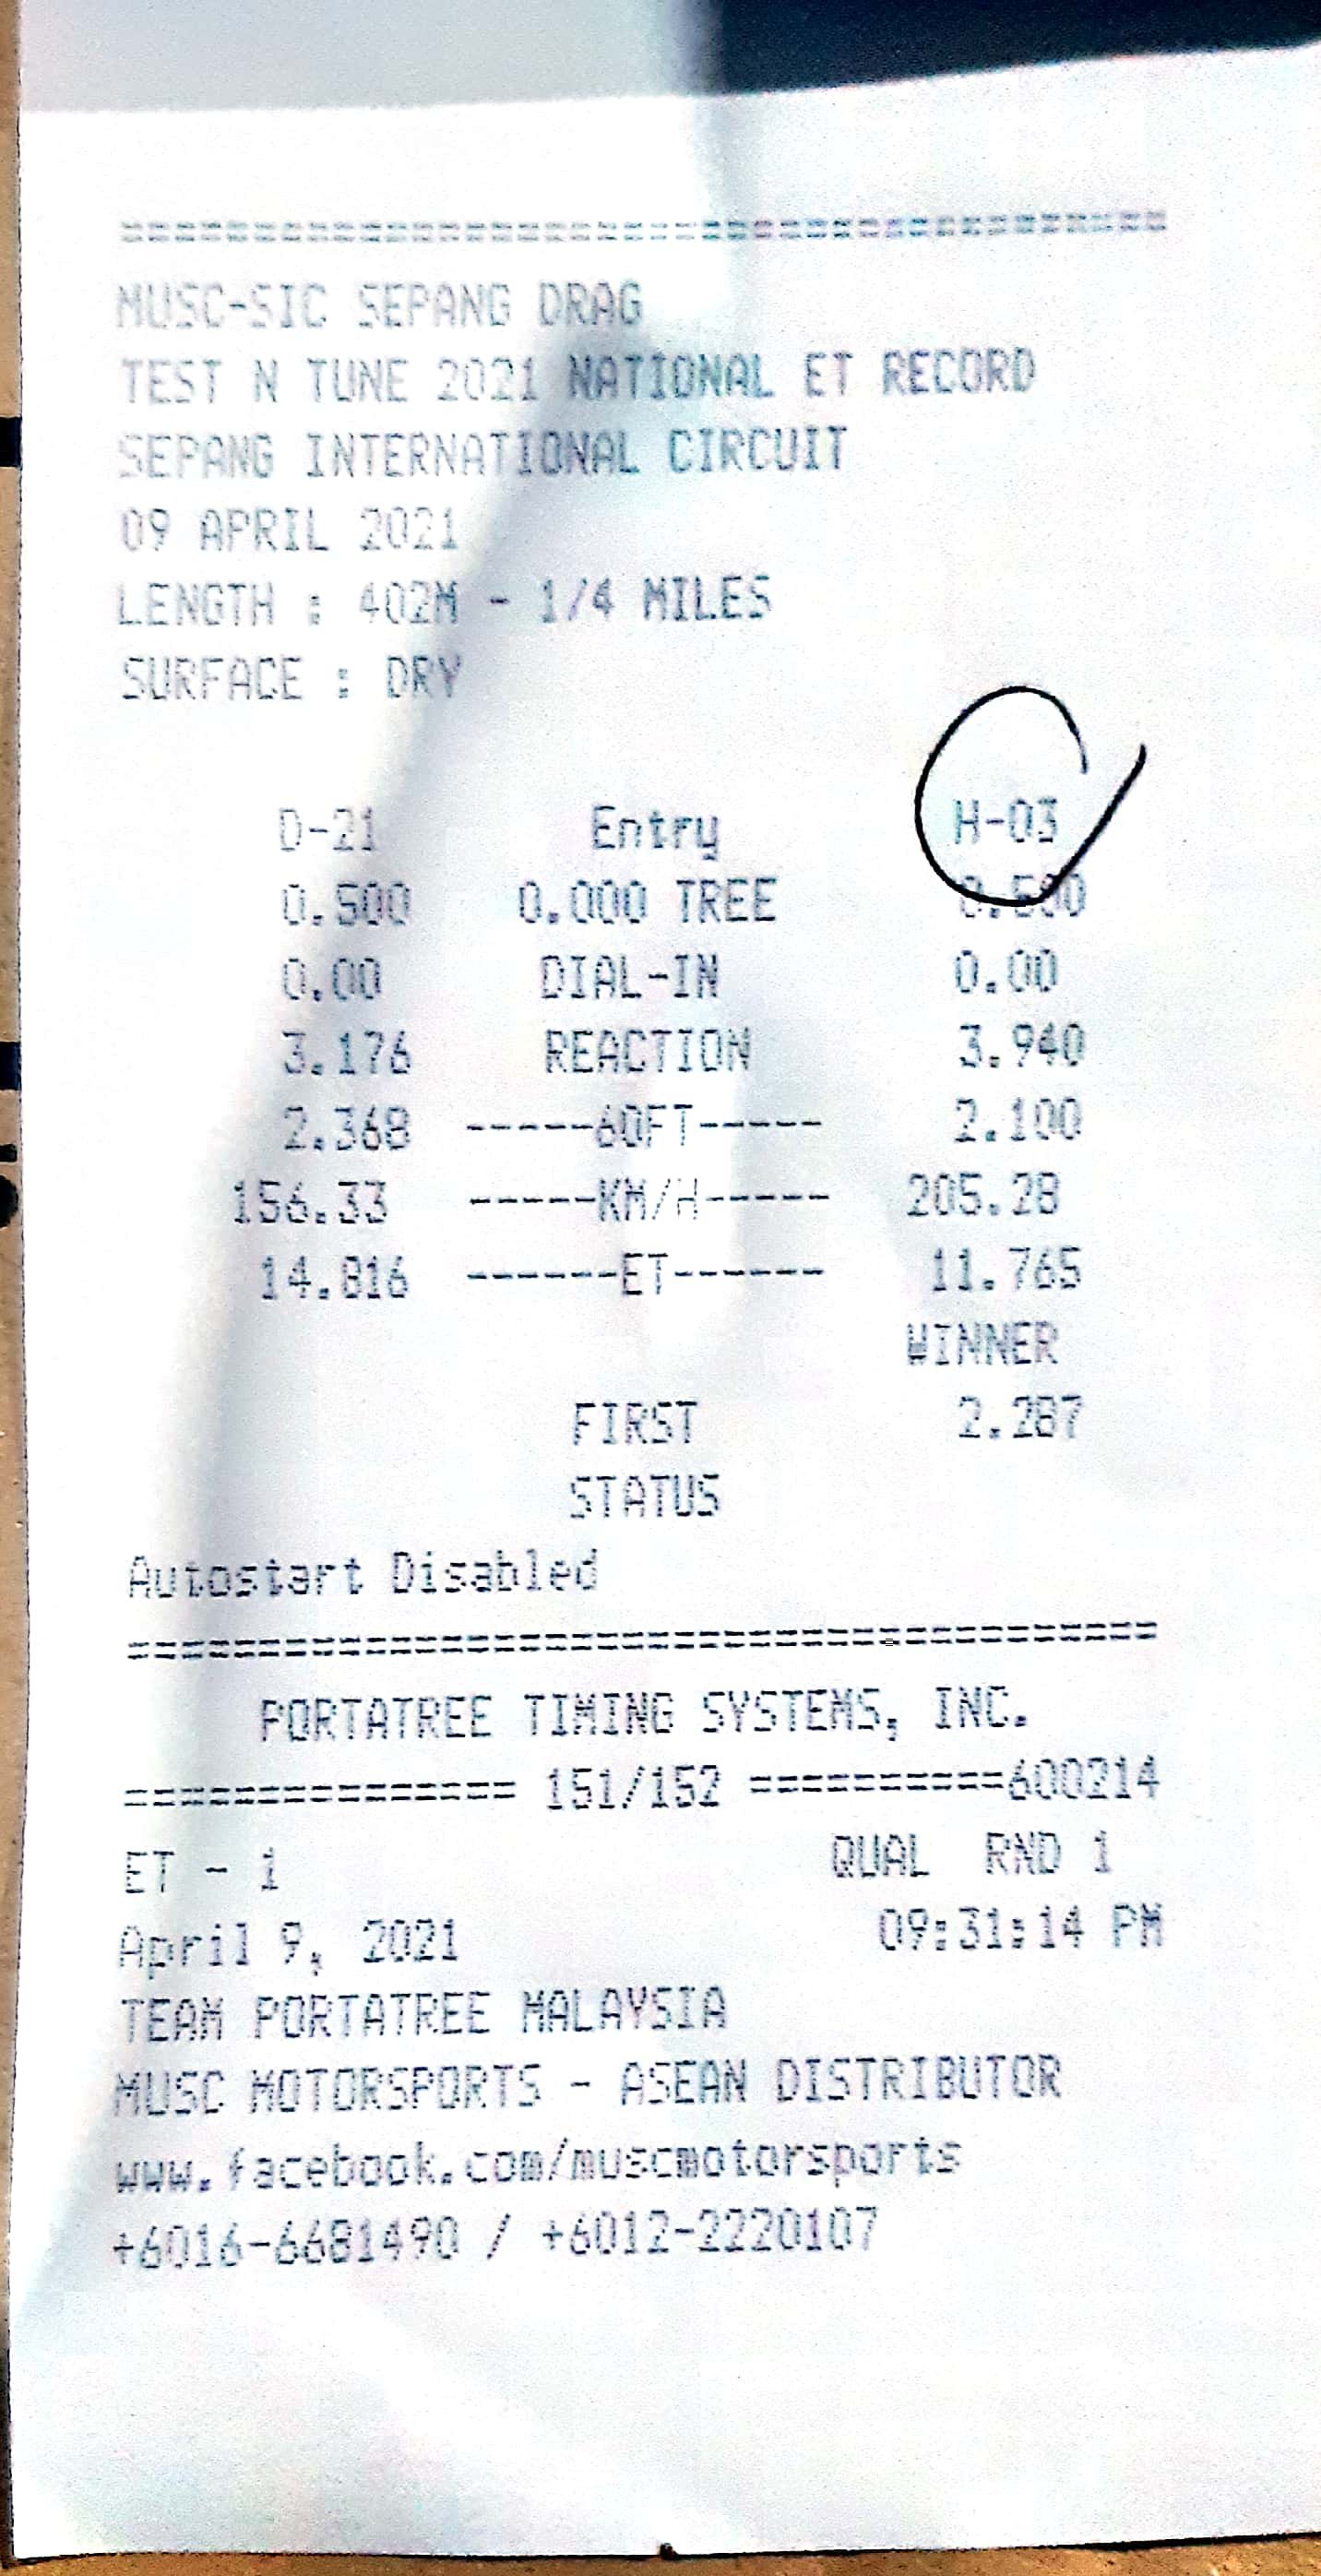 ========================================
MUSC-SIC SEPANG DRAG
TEST N TUNE 2021 NATIONAL ET RECORD
SEPANG INTERNATIONAL CIRCUIT
09 APRIL 2021
LENGTH : 402M - 1/4 MILES
SURFACE : DRY
D-21 Entry H-03
0.500 0.000 TREE 0.500
0.00 DIAL-IN 0.00
3.176 REACTION 3.940
2.368 -----60FT----- 2.100
156.33 -----KM/H----- 205.28
14.816 ------ET------ 11.765
WINNER
FIRST 2.287
STATUS
Autostart Disabled
========================================
PORTATREE TIMING SYSTEMS, INC.
=============== 151/152 ==========600214
ET - 1 QUAL RND 1
April 9, 2021 09:31:14 PM
TEAM PORTATREE MALAYSIA
MUSC MOTORSPORTS - ASEAN DISTRIBUTOR
www.facebook.com/muscmotorsports
+6016-6681490 / +6012-2220107